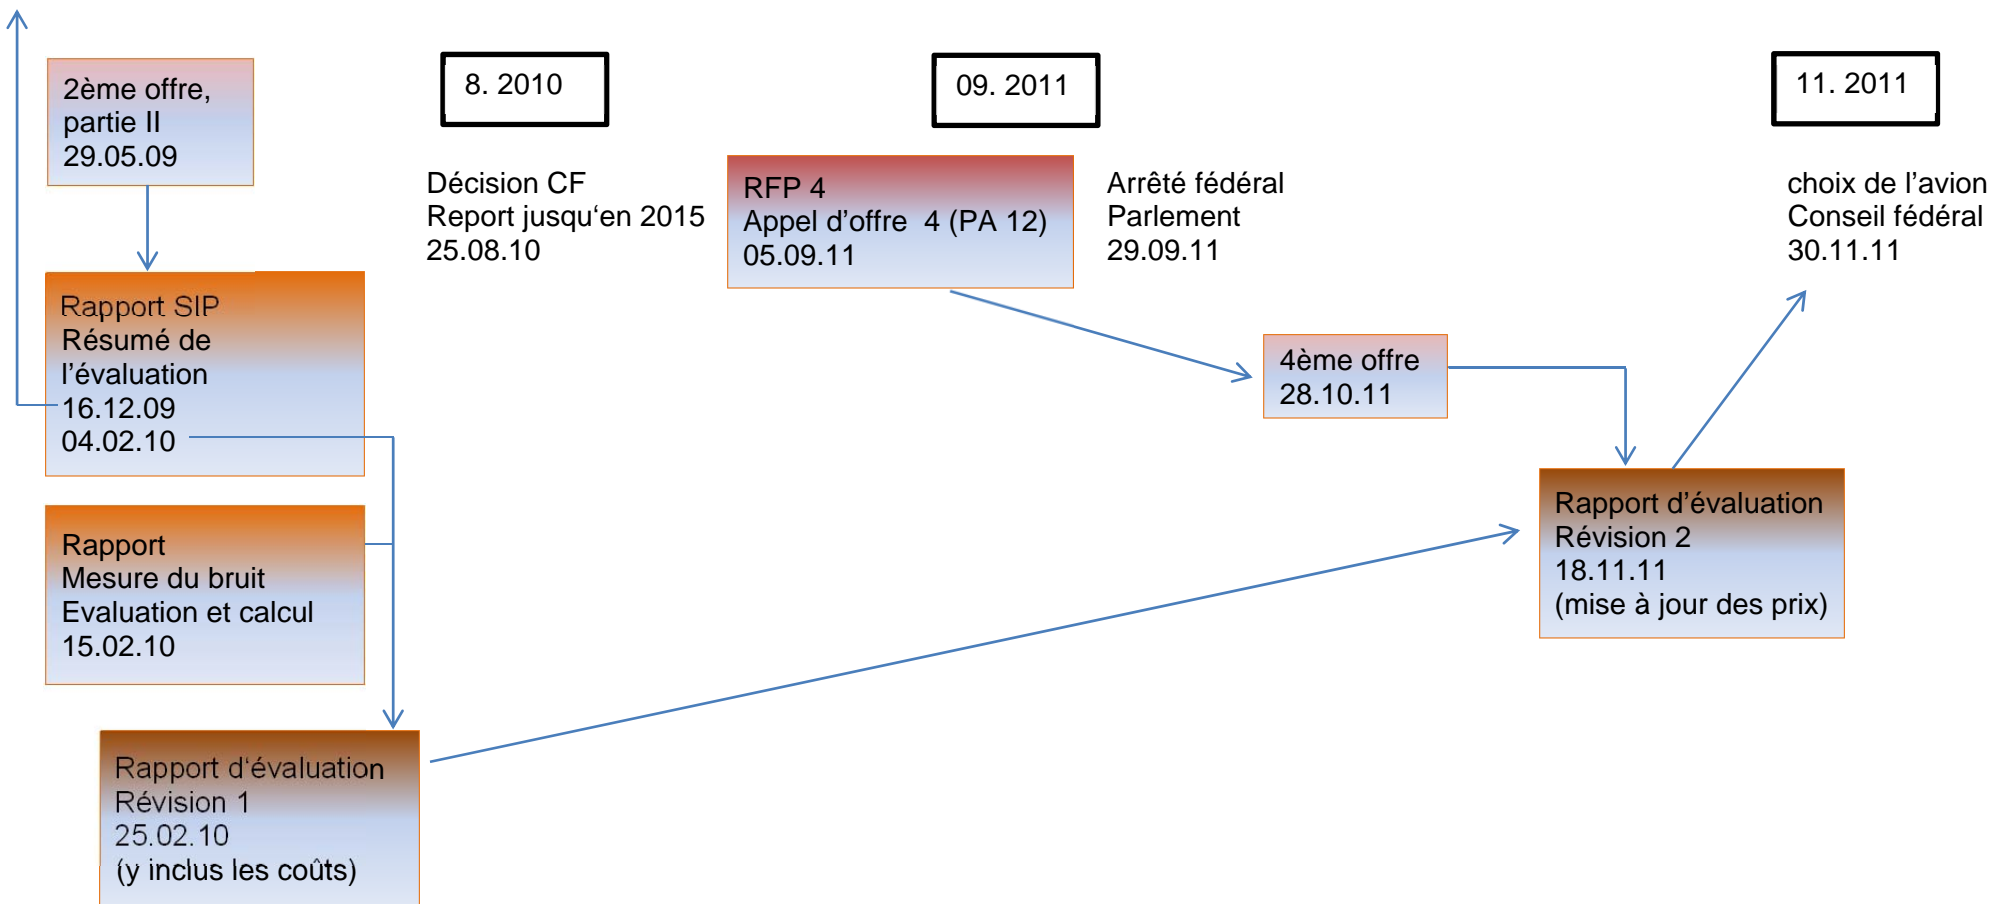 2ème offre,
partie II
29.05.09
8. 2010
09. 2011
11. 2011
Décision CF
Report jusqu‘en 2015
25.08.10
RFP 4
Appel d’offre 4 (PA 12)
05.09.11
Arrêté fédéral
Parlement
29.09.11
choix de l’avion
Conseil fédéral
30.11.11
Rapport SIP
Résumé de
l’évaluation
16.12.09
04.02.10
4ème offre
28.10.11
Rapport
Mesure du bruit
Evaluation et calcul
15.02.10
Rapport d’évaluation
Révision 2
18.11.11
(mise à jour des prix)
Rapport d‘évaluation
Révision 1
25.02.10
(y inclus les coûts)